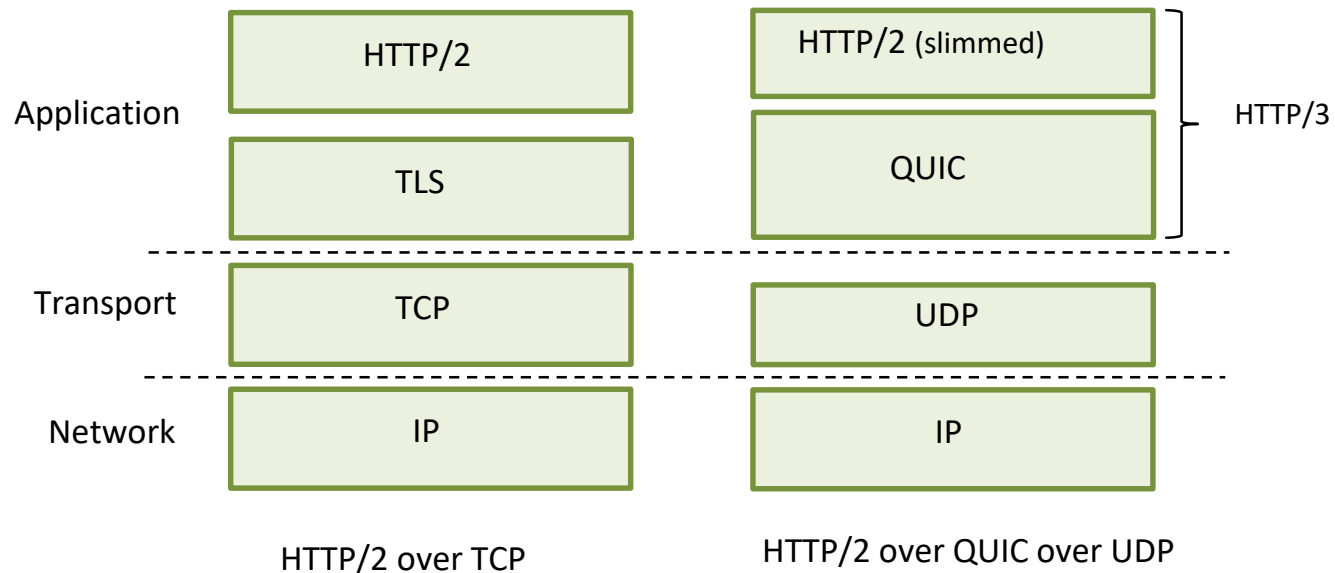 HTTP/2
HTTP/2 (slimmed)
Application
HTTP/3
TLS
QUIC
Transport
TCP
UDP
Network
IP
IP
HTTP/2 over TCP
HTTP/2 over QUIC over UDP